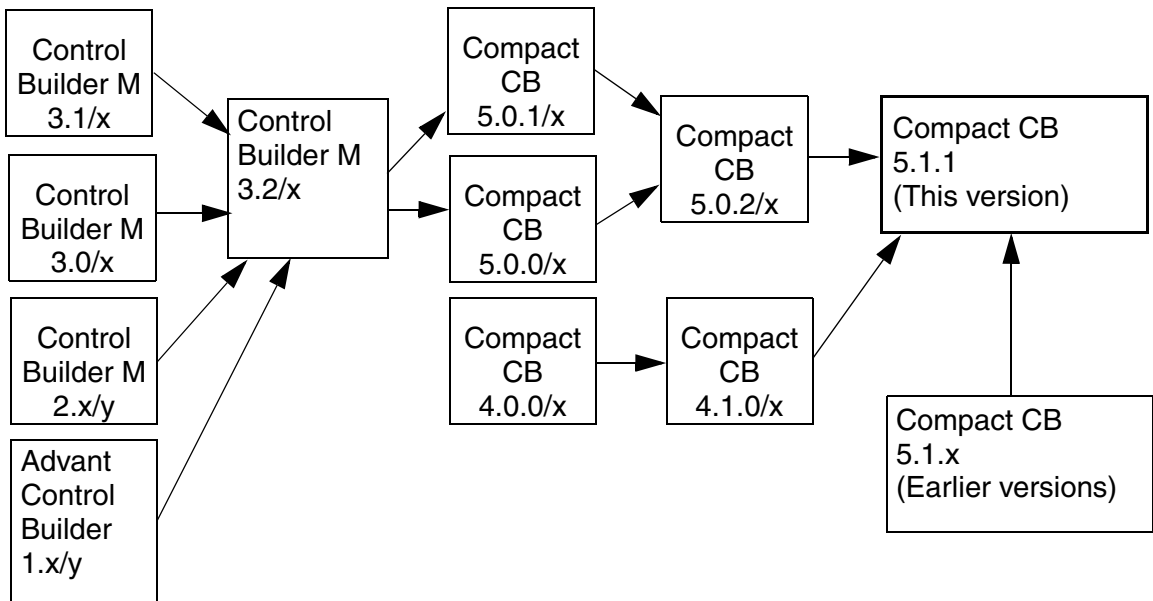 Control
Builder M
3.1/x
Control
Builder M
3.0/x
Control
Builder M
2.x/y
Advant
Control
Builder
1.x/y
Control
Builder M
3.2/x
Compact
CB
5.0.1/x
Compact
CB
5.0.0/x
Compact
CB
4.0.0/x
Compact
CB
5.0.2/x
Compact
CB
4.1.0/x
Compact CB
5.1.1
(This version)
Compact CB
5.1.x
(Earlier versions)